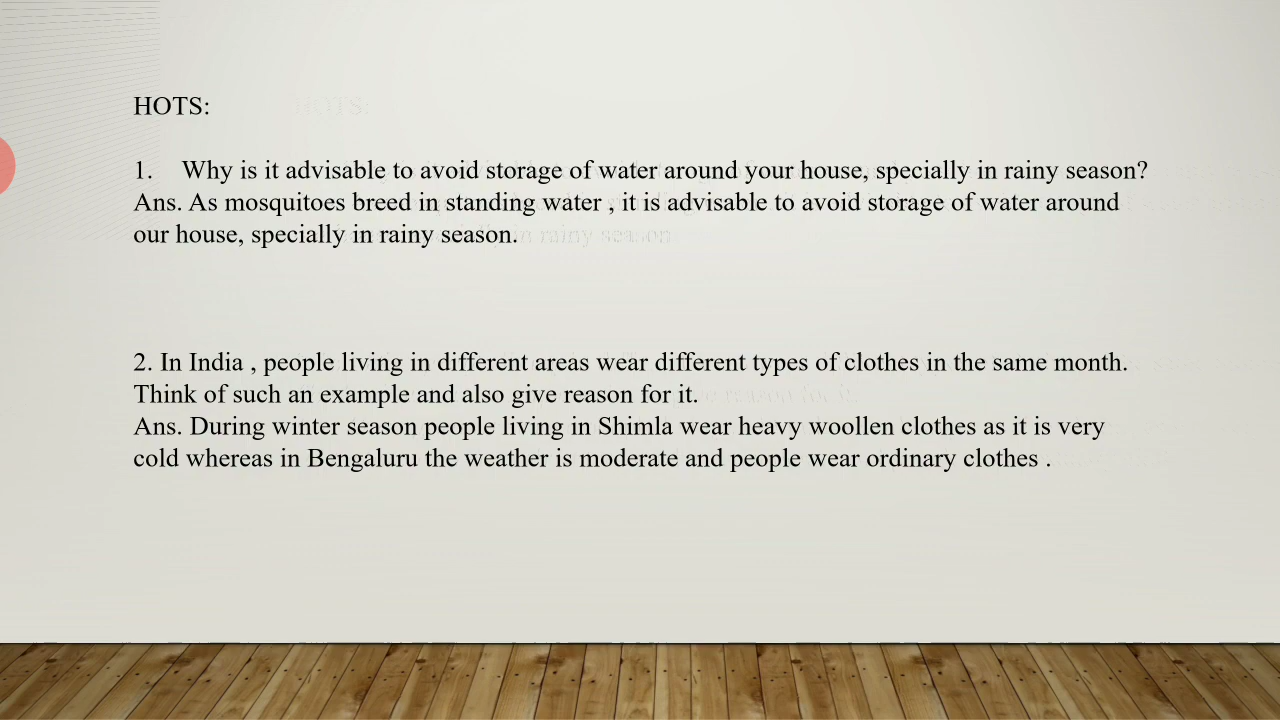 HOTS:
1. Why is it advisable to avoid storage of water around your house, specially in rainy season?
Ans. As mosquitoes breed in standing water , it is advisable to avoid storage of water around
our house, specially in rainy season.
2. In India , people living in different areas wear different types of clothes in the same month.
Think of such an example and also give reason for it.
Ans. During winter season people living in Shimla wear heavy woollen clothes as it is very
cold whereas in Bengaluru the weather is moderate and people wear ordinary clothes .